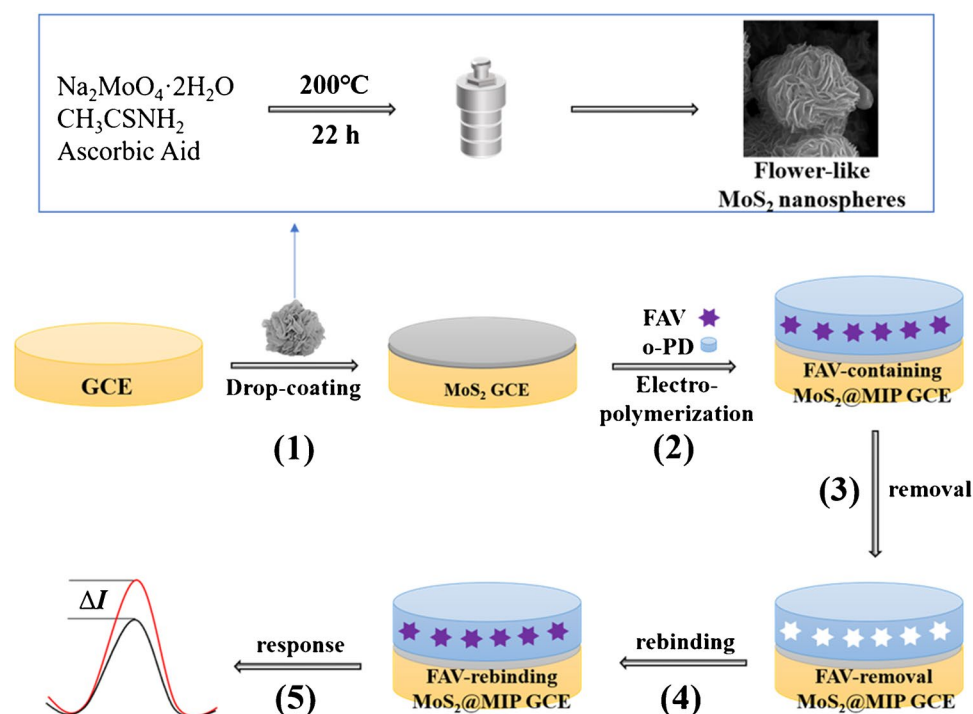 Na₂MoO₄·2H₂O
CH₃CSNH₂
Ascorbic Aid
200℃
22 h
Flower-like
MoS₂ nanospheres
GCE
Drop-coating
(1)
MoS₂ GCE
FAV
o-PD
Electro-
polymerization
(2)
FAV-containing
MoS₂@MIP GCE
(3)
removal
FAV-removal
MoS₂@MIP GCE
rebinding
(4)
FAV-rebinding
MoS₂@MIP GCE
response
(5)
ΔI